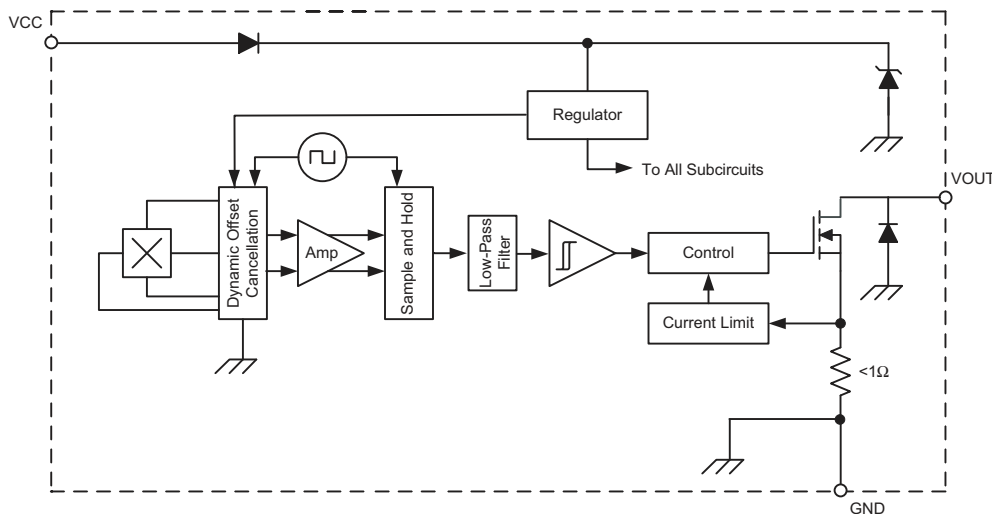 VCC
Regulator
To All Subcircuits
VOUT
Dynamic Offset
Cancellation
Amp
Sample and Hold
Low-Pass
Filter
Control
Current Limit
<1Ω
GND